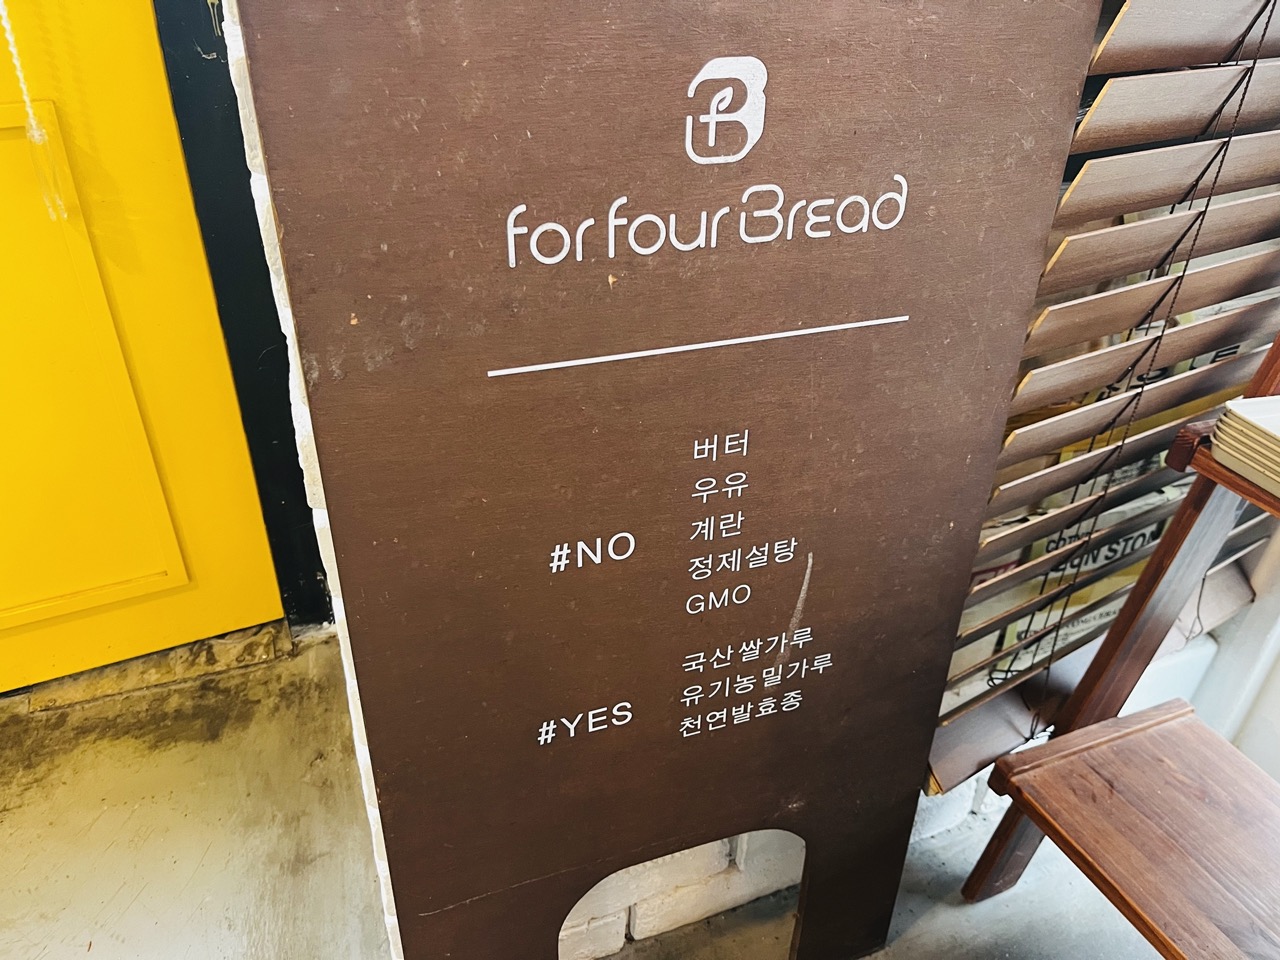 for four Bread
#NO
버터
우유
계란
정제설탕
GMO
#YES
국산쌀가루
유기농밀가루
천연발효종